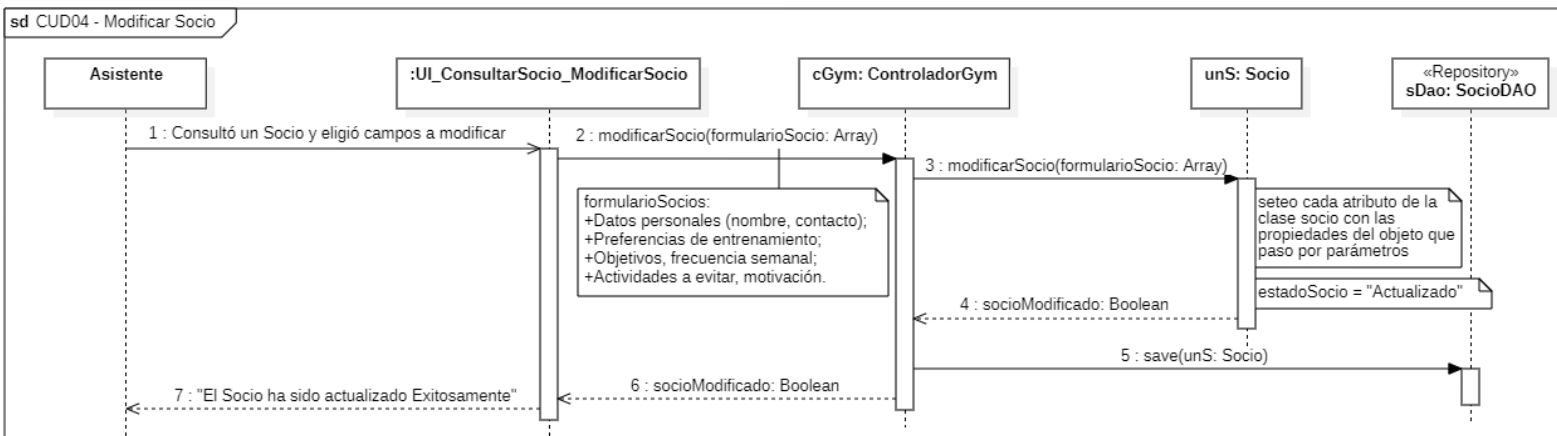 sd CUD04 - Modificar Socio
Asistente
:UI_ConsultarSocio_ModificarSocio
cGym: ControladorGym
unS: Socio
«Repository»
sDao: SocioDAO
1 : Consultó un Socio y eligió campos a modificar
2 : modificarSocio(formularioSocio: Array)
3 : modificarSocio(formularioSocio: Array)
formularioSocios:
+Datos personales (nombre, contacto);
+Preferencias de entrenamiento;
+Objetivos, frecuencia semanal;
+Actividades a evitar, motivación.
seteo cada atributo de la
clase socio con las
propiedades del objeto que
paso por parámetros
estadoSocio = "Actualizado"
4 : socioModificado: Boolean
5 : save(unS: Socio)
6 : socioModificado: Boolean
7 : "El Socio ha sido actualizado Exitosamente"